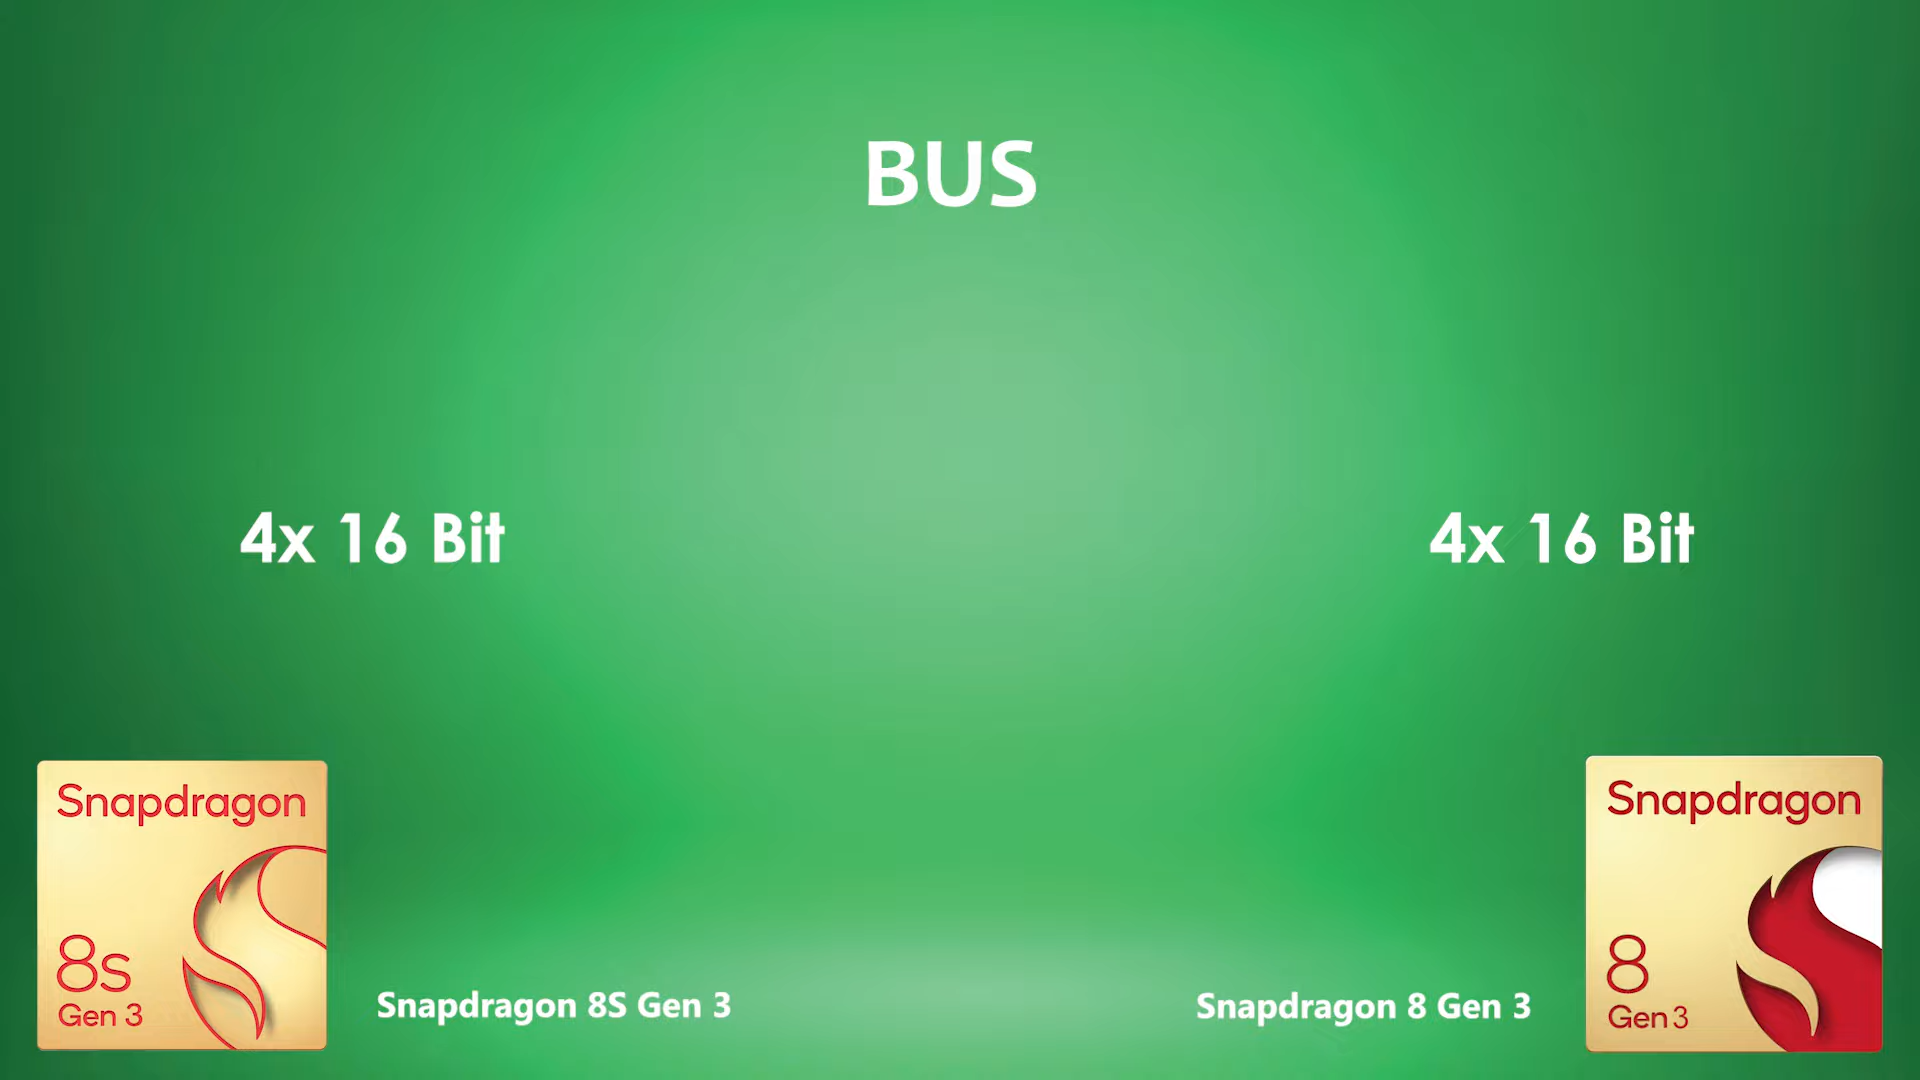 BUS
4x 16 Bit
4x 16 Bit
Snapdragon
8s
Gen 3
Snapdragon 8S Gen 3
Snapdragon 8 Gen 3
Snapdragon
8
Gen 3